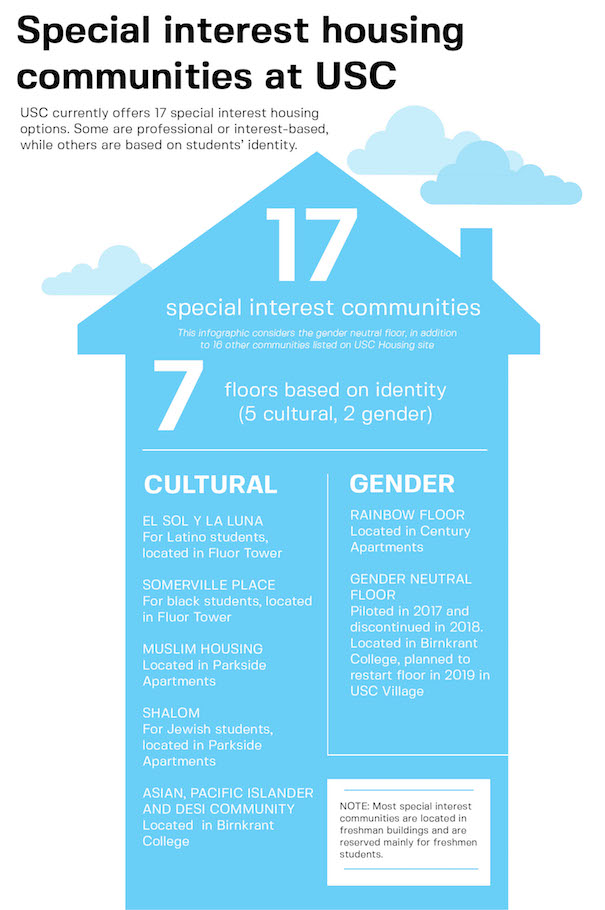 Special interest housing
communities at USC
USC currently offers 17 special interest housing
options. Some are professional or interest-based,
while others are based on students’ identity.
17
special interest communities
This infographic considers the gender neutral floor, in addition
to 16 other communities listed on USC Housing site
7
floors based on identity
(5 cultural, 2 gender)
CULTURAL
EL SOL Y LA LUNA
For Latino students,
located in Fluor Tower
SOMERVILLE PLACE
For black students, located
in Fluor Tower
MUSLIM HOUSING
Located in Parkside
Apartments
SHALOM
For Jewish students,
located in Parkside
Apartments
ASIAN, PACIFIC ISLANDER
AND DESI COMMUNITY
Located in Birnkrant
College
GENDER
RAINBOW FLOOR
Located in Century
Apartments
GENDER NEUTRAL
FLOOR
Piloted in 2017 and
discontinued in 2018.
Located in Birnkrant
College, planned to
restart floor in 2019 in
USC Village
NOTE: Most special interest
communities are located in
freshman buildings and are
reserved mainly for freshmen
students.